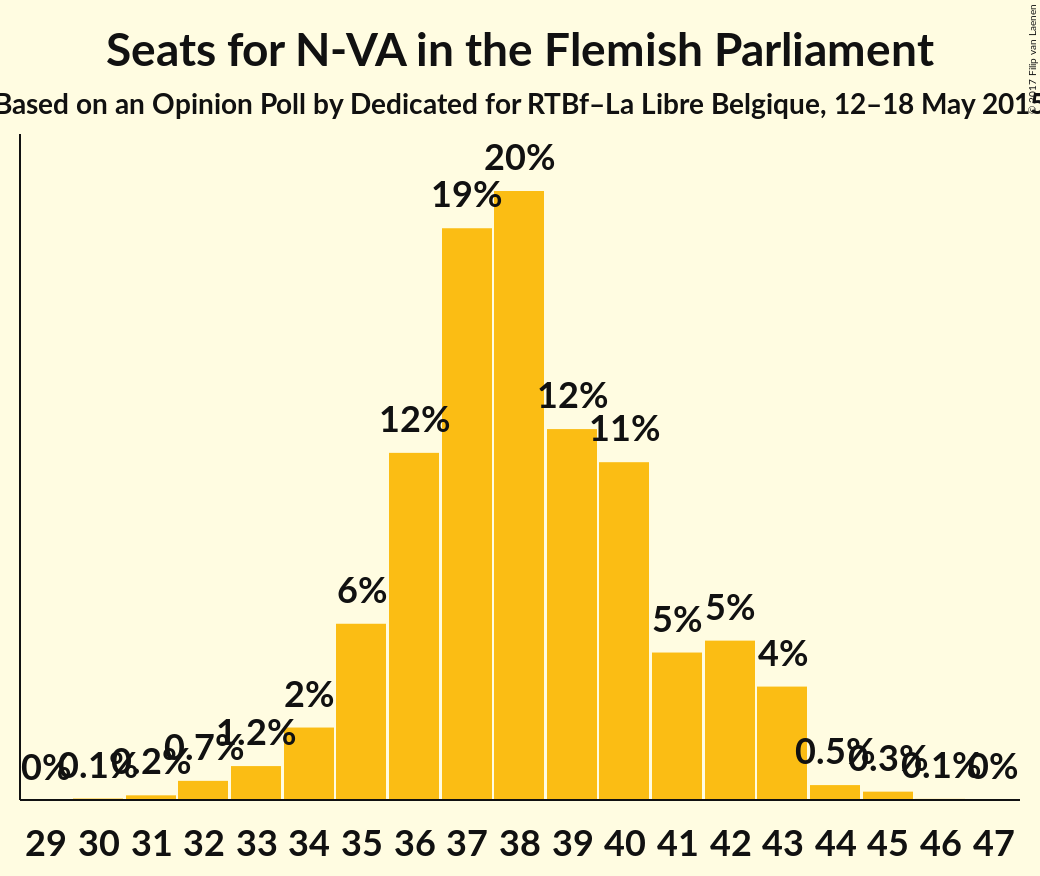 Seats for N-VA in the Flemish Parliament
Based on an Opinion Poll by Dedicated for RTBf–La Libre Belgique, 12–18 May 2015
© 2017 Filip van Laenen
0% 0.1% 0.2% 0.7% 1.2% 2% 6% 12% 19% 20% 12% 11% 5% 5% 4% 0.5% 0.3% 0.1% 0%
29 30 31 32 33 34 35 36 37 38 39 40 41 42 43 44 45 46 47